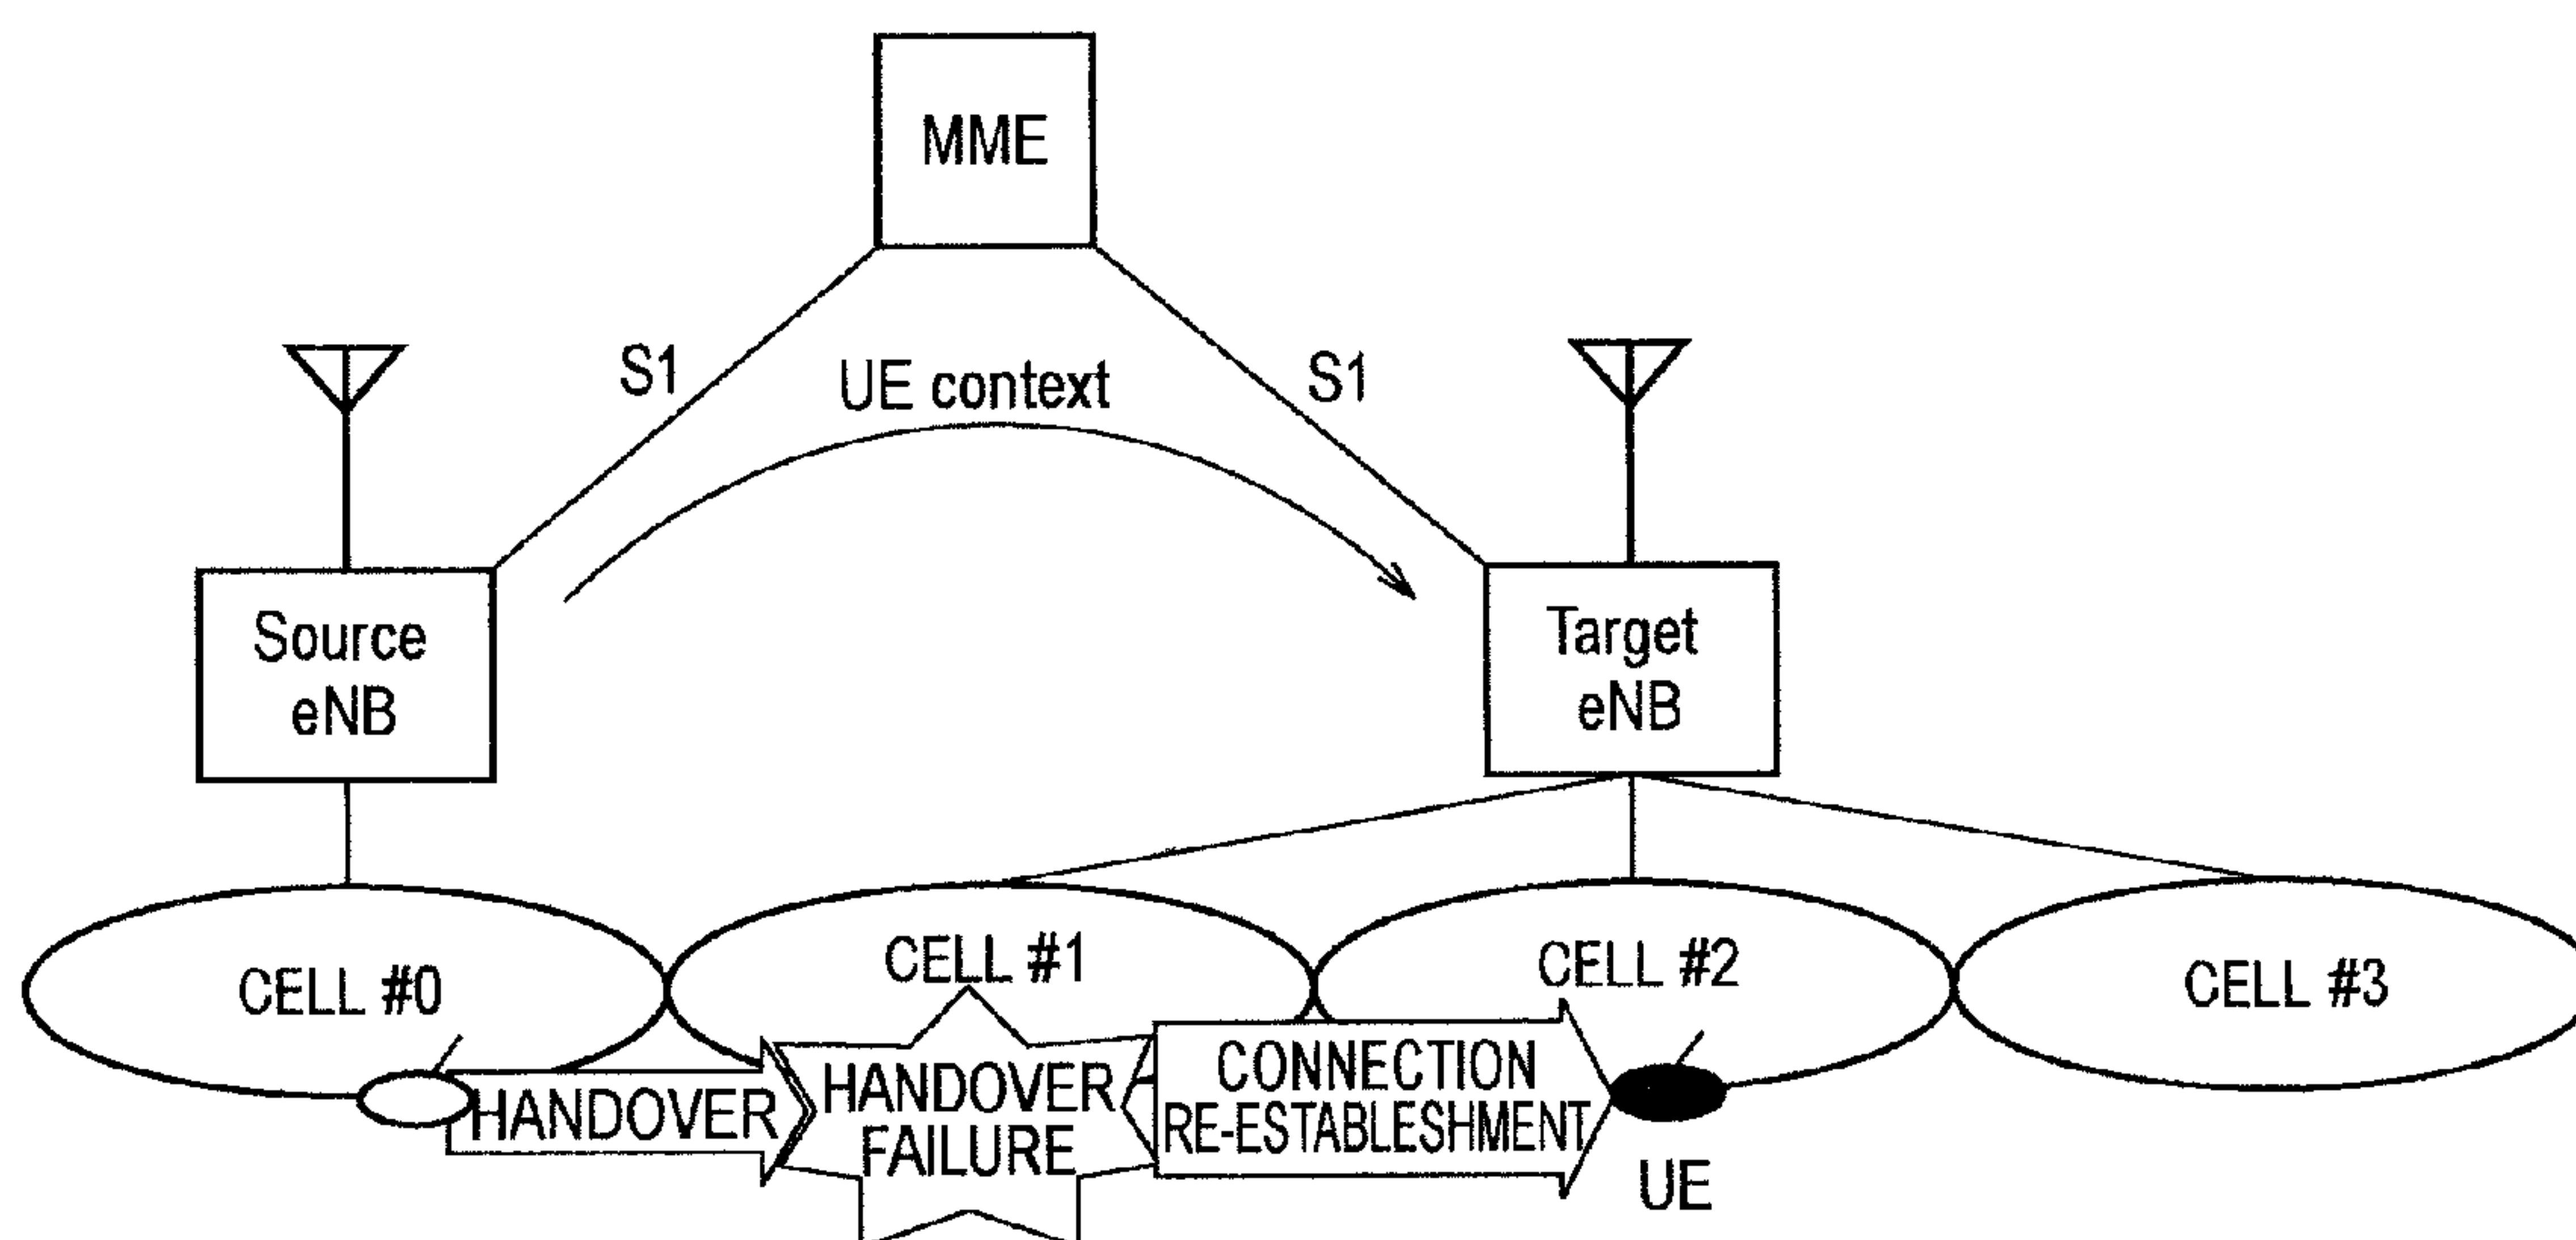 MME
S1
UE context
S1
Source
eNB
Target
eNB
CELL #0
CELL #1
CELL #2
CELL #3
HANDOVER
HANDOVER
FAILURE
CONNECTION
RE-ESTABLESHMENT
UE